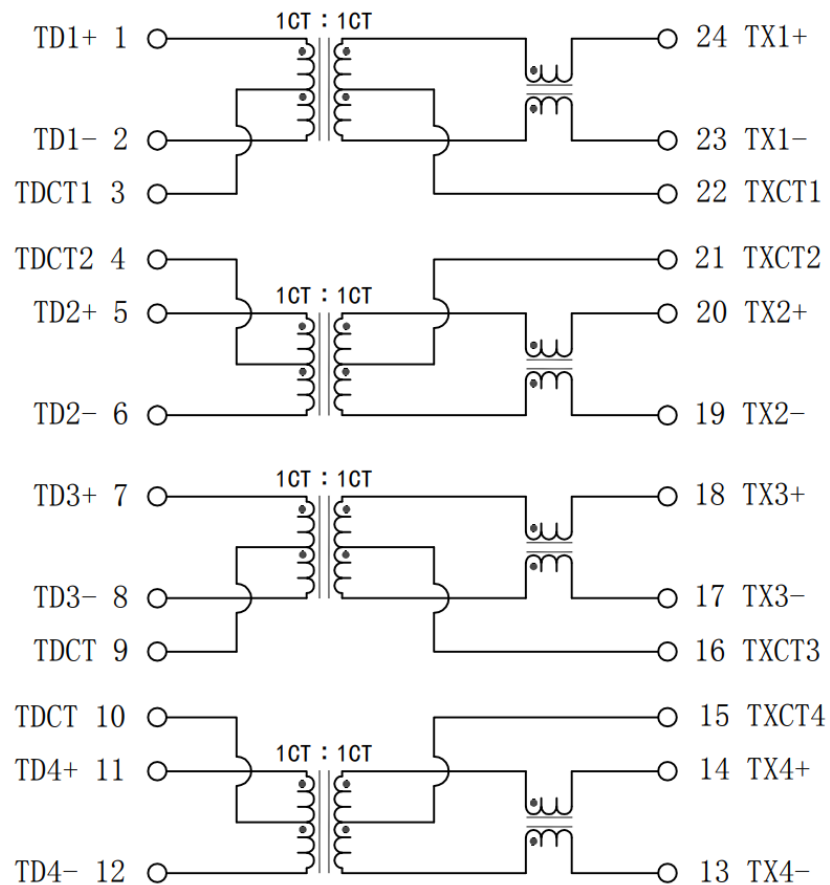 1CT : 1CT
TD1+ 1
24 TX1+
TD1- 2
23 TX1-
TDCT1 3
22 TXCT1
TDCT2 4
21 TXCT2
1CT : 1CT
TD2+ 5
20 TX2+
TD2- 6
19 TX2-
1CT : 1CT
TD3+ 7
18 TX3+
TD3- 8
17 TX3-
TDCT 9
16 TXCT3
TDCT 10
15 TXCT4
1CT : 1CT
TD4+ 11
14 TX4+
TD4- 12
13 TX4-